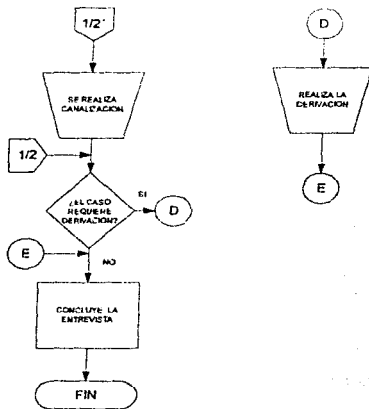 1/2'
SE REALIZA
CANALIZACION
1/2
¿EL CASO
REQUIERE
DERIVACION?
SI
D
E
NO
CONCLUYE LA
ENTREVISTA
FIN
D
REALIZA LA
DERIVACION
E